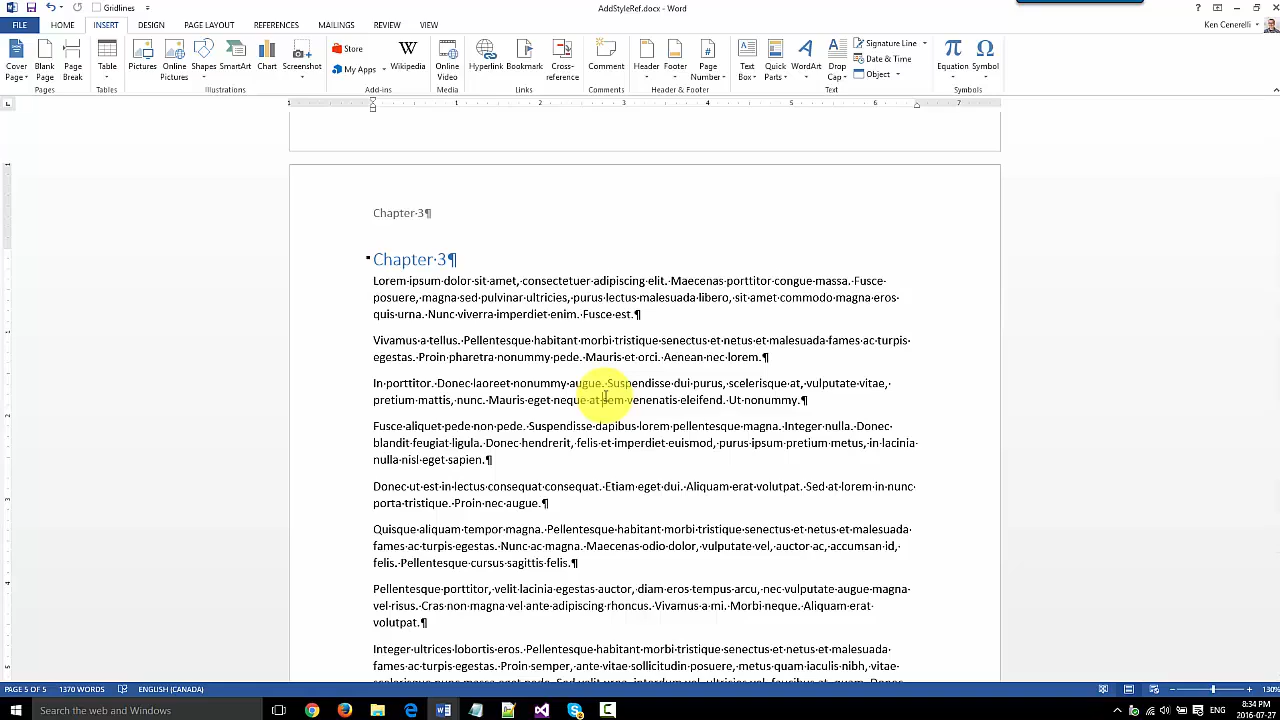 Gridlines
AddStyleRef.docx - Word
FILE HOME INSERT DESIGN PAGE LAYOUT REFERENCES MAILINGS REVIEW VIEW
Ken Cenerelli
Cover Page
Blank Page
Page Break
Pages
Table
Tables
Pictures
Online Pictures
Shapes
SmartArt
Chart
Screenshot
Illustrations
Store
My Apps
Wikipedia
Add-ins
Online Video
Media
Hyperlink
Bookmark
Cross-reference
Links
Comment
Comments
Header
Footer
Page Number
Header & Footer
Text Box
Quick Parts
WordArt
Drop Cap
Signature Line
Date & Time
Object
Text
Equation
Symbol
Symbols
1 1 2 3 4 5 6 7
Chapter·3¶
Chapter·3¶
Lorem·ipsum·dolor·sit·amet,·consectetuer·adipiscing·elit.·Maecenas·porttitor·congue·massa.·Fusce·
posuere,·magna·sed·pulvinar·ultricies,·purus·lectus·malesuada·libero,·sit·amet·commodo·magna·eros·
quis·urna.·Nunc·viverra·imperdiet·enim.·Fusce·est.¶
Vivamus·a·tellus.·Pellentesque·habitant·morbi·tristique·senectus·et·netus·et·malesuada·fames·ac·turpis·
egestas.·Proin·pharetra·nonummy·pede.·Mauris·et·orci.·Aenean·nec·lorem.¶
In·porttitor.·Donec·laoreet·nonummy·augue.·Suspendisse·dui·purus,·scelerisque·at,·vulputate·vitae,·
pretium·mattis,·nunc.·Mauris·eget·neque·at·sem·venenatis·eleifend.·Ut·nonummy.¶
Fusce·aliquet·pede·non·pede.·Suspendisse·dapibus·lorem·pellentesque·magna.·Integer·nulla.·Donec·
blandit·feugiat·ligula.·Donec·hendrerit,·felis·et·imperdiet·euismod,·purus·ipsum·pretium·metus,·in·lacinia·
nulla·nisl·eget·sapien.¶
Donec·ut·est·in·lectus·consequat·consequat.·Etiam·eget·dui.·Aliquam·erat·volutpat.·Sed·at·lorem·in·nunc·
porta·tristique.·Proin·nec·augue.¶
Quisque·aliquam·tempor·magna.·Pellentesque·habitant·morbi·tristique·senectus·et·netus·et·malesuada·
fames·ac·turpis·egestas.·Nunc·ac·magna.·Maecenas·odio·dolor,·vulputate·vel,·auctor·ac,·accumsan·id,·
felis.·Pellentesque·cursus·sagittis·felis.¶
Pellentesque·porttitor,·velit·lacinia·egestas·auctor,·diam·eros·tempus·arcu,·nec·vulputate·augue·magna·
vel·risus.·Cras·non·magna·vel·ante·adipiscing·rhoncus.·Vivamus·a·mi.·Morbi·neque.·Aliquam·erat·
volutpat.¶
Integer·ultrices·lobortis·eros.·Pellentesque·habitant·morbi·tristique·senectus·et·netus·et·malesuada·
fames·ac·turpis·egestas.·Proin·semper,·ante·vitae·sollicitudin·posuere,·metus·quam·iaculis·nibh,·vitae·
PAGE 5 OF 5 1370 WORDS ENGLISH (CANADA) 130%
Search the web and Windows
8:34 PM
2016-07-27